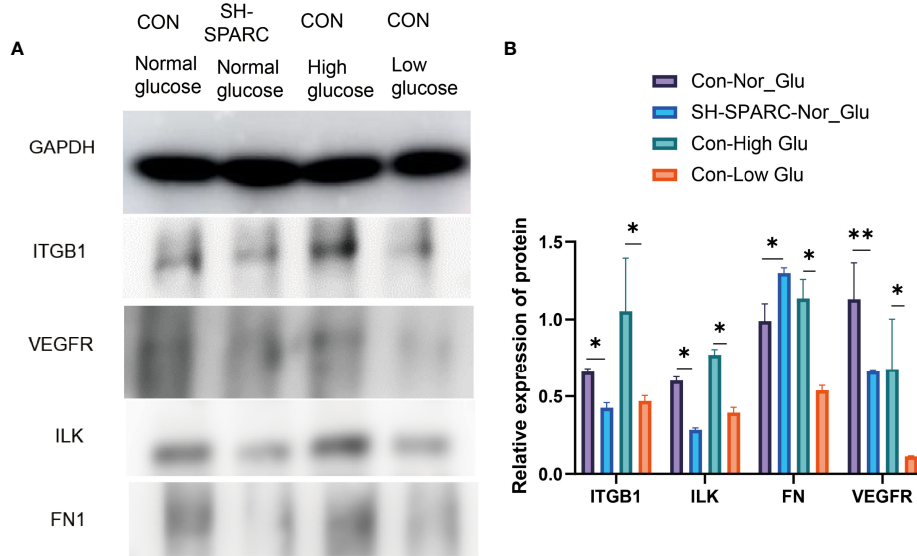 A
CON
SH-
SPARC
CON
CON
Normal
glucose
Normal
glucose
High
glucose
Low
glucose
GAPDH
ITGB1
VEGFR
ILK
FN1
B
Con-Nor_Glu
SH-SPARC-Nor_Glu
Con-High Glu
Con-Low Glu
Relative expression of protein
1.5
1.0
0.5
0.0
*
*
*
*
*
*
**
*
ITGB1
ILK
FN
VEGFR